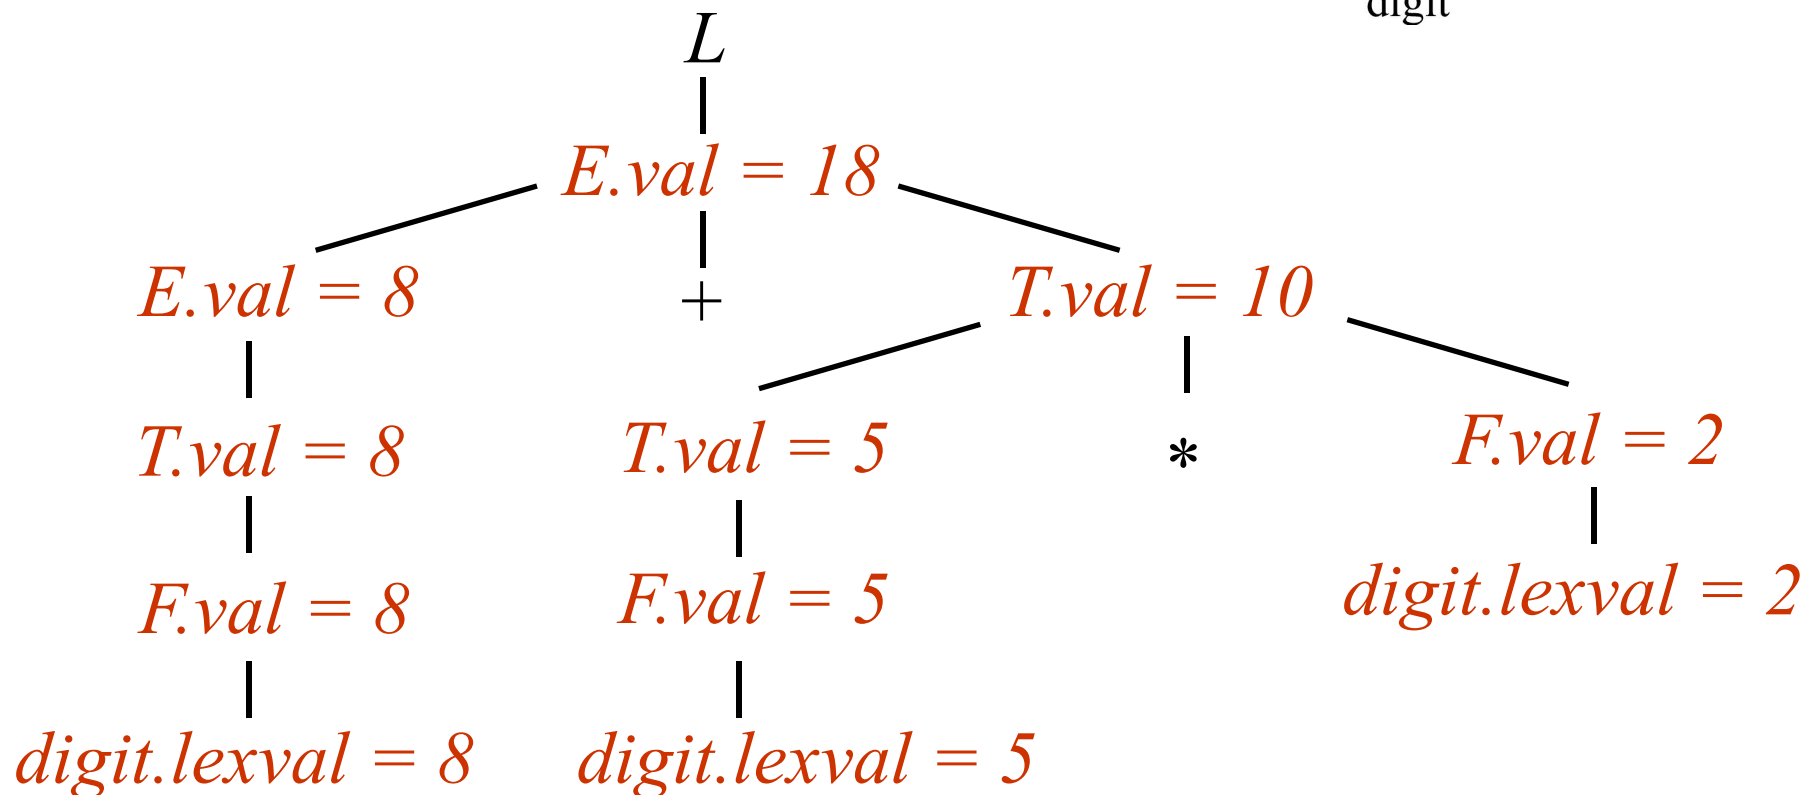 digit
L
E.val = 18
E.val = 8 + T.val = 10
T.val = 8 T.val = 5 * F.val = 2
F.val = 8 F.val = 5 digit.lexval = 2
digit.lexval = 8 digit.lexval = 5